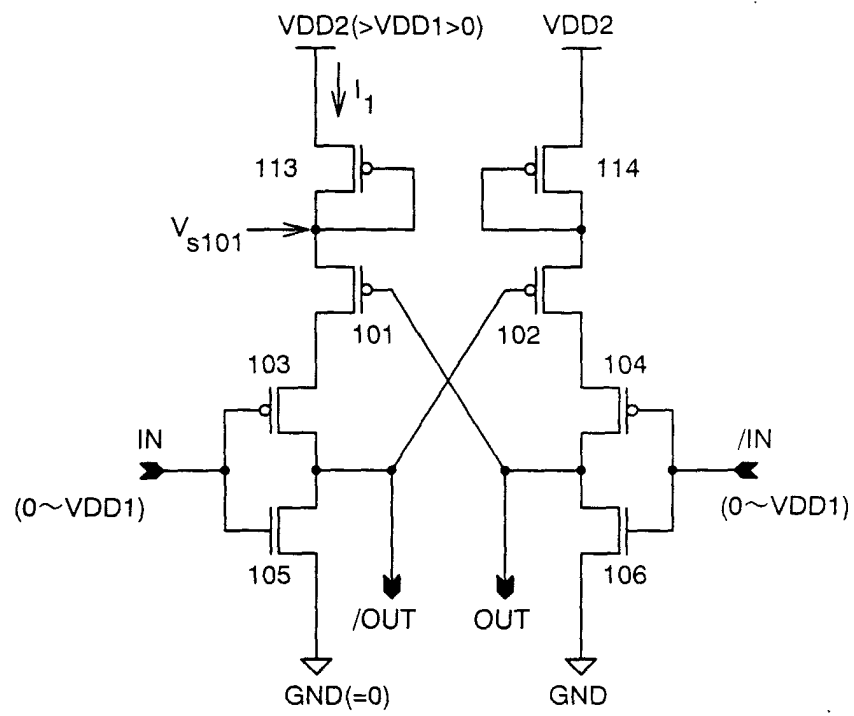 VDD2(>VDD1>0)
VDD2
I1
113
114
Vs101
101
102
103
104
IN
/IN
(0～VDD1)
(0～VDD1)
105
106
/OUT
OUT
GND(=0)
GND